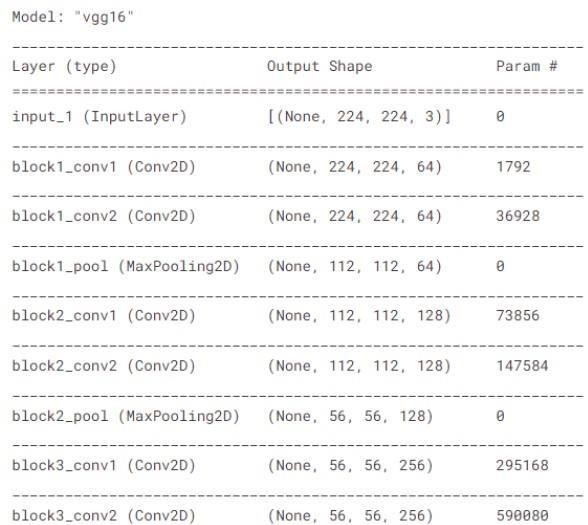 Model: "vgg16"
_________________________________________________________________
Layer (type)                 Output Shape              Param #
=================================================================
input_1 (InputLayer)         [(None, 224, 224, 3)]     0
_________________________________________________________________
block1_conv1 (Conv2D)        (None, 224, 224, 64)      1792
_________________________________________________________________
block1_conv2 (Conv2D)        (None, 224, 224, 64)      36928
_________________________________________________________________
block1_pool (MaxPooling2D)   (None, 112, 112, 64)      0
_________________________________________________________________
block2_conv1 (Conv2D)        (None, 112, 112, 128)     73856
_________________________________________________________________
block2_conv2 (Conv2D)        (None, 112, 112, 128)     147584
_________________________________________________________________
block2_pool (MaxPooling2D)   (None, 56, 56, 128)       0
_________________________________________________________________
block3_conv1 (Conv2D)        (None, 56, 56, 256)       295168
_________________________________________________________________
block3_conv2 (Conv2D)        (None, 56, 56, 256)       590080